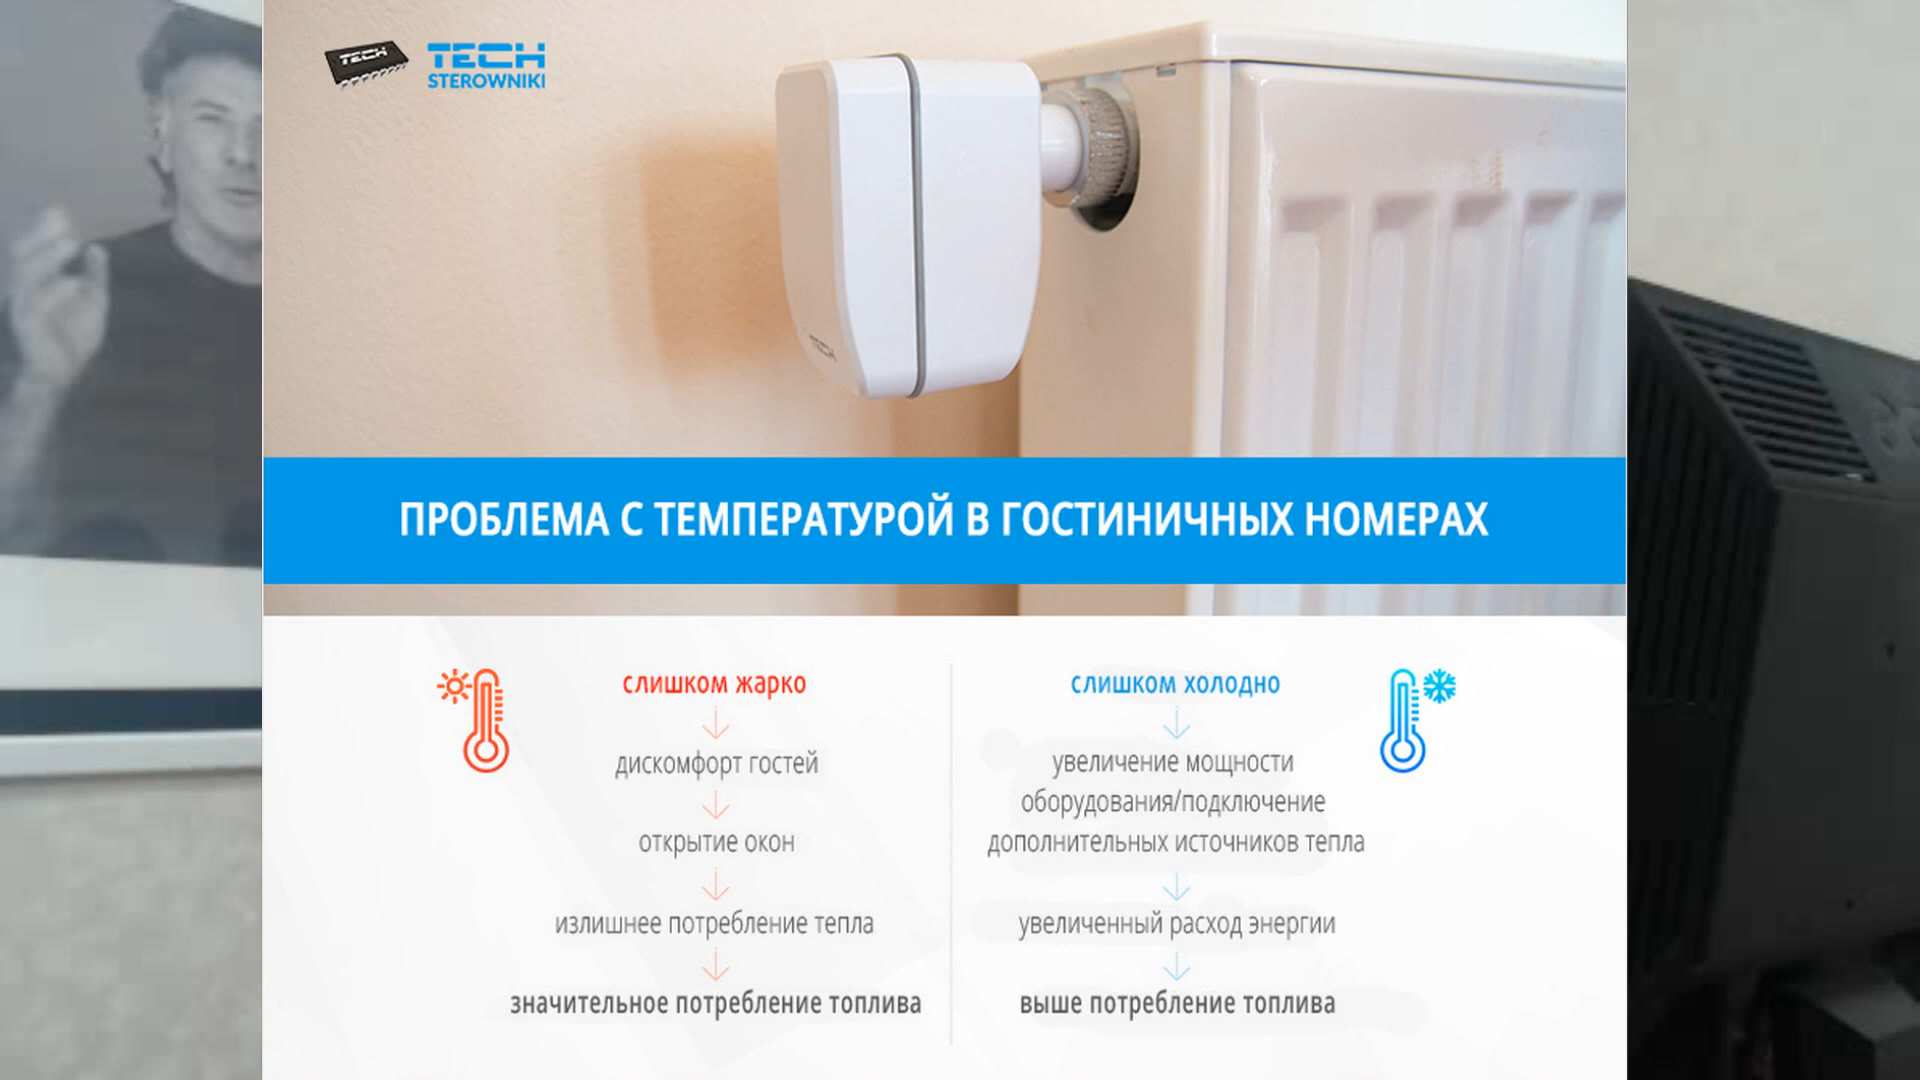 TECH
TECH
STEROWNIKI
TECH
ПРОБЛЕМА С ТЕМПЕРАТУРОЙ В ГОСТИНИЧНЫХ НОМЕРАХ
слишком жарко
дискомфорт гостей
открытие окон
излишнее потребление тепла
значительное потребление топлива
слишком холодно
увеличение мощности
оборудования/подключение
дополнительных источников тепла
увеличенный расход энергии
выше потребление топлива